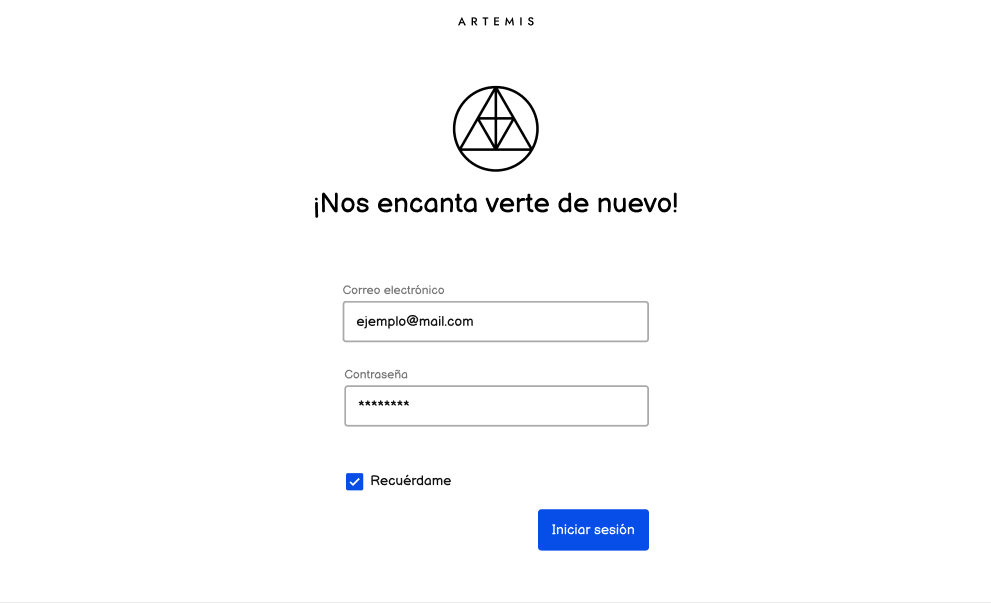 ARTEMIS
¡Nos encanta verte de nuevo!
Correo electrónico
ejemplo@mail.com
Contraseña
********
Recuérdame
Iniciar sesión